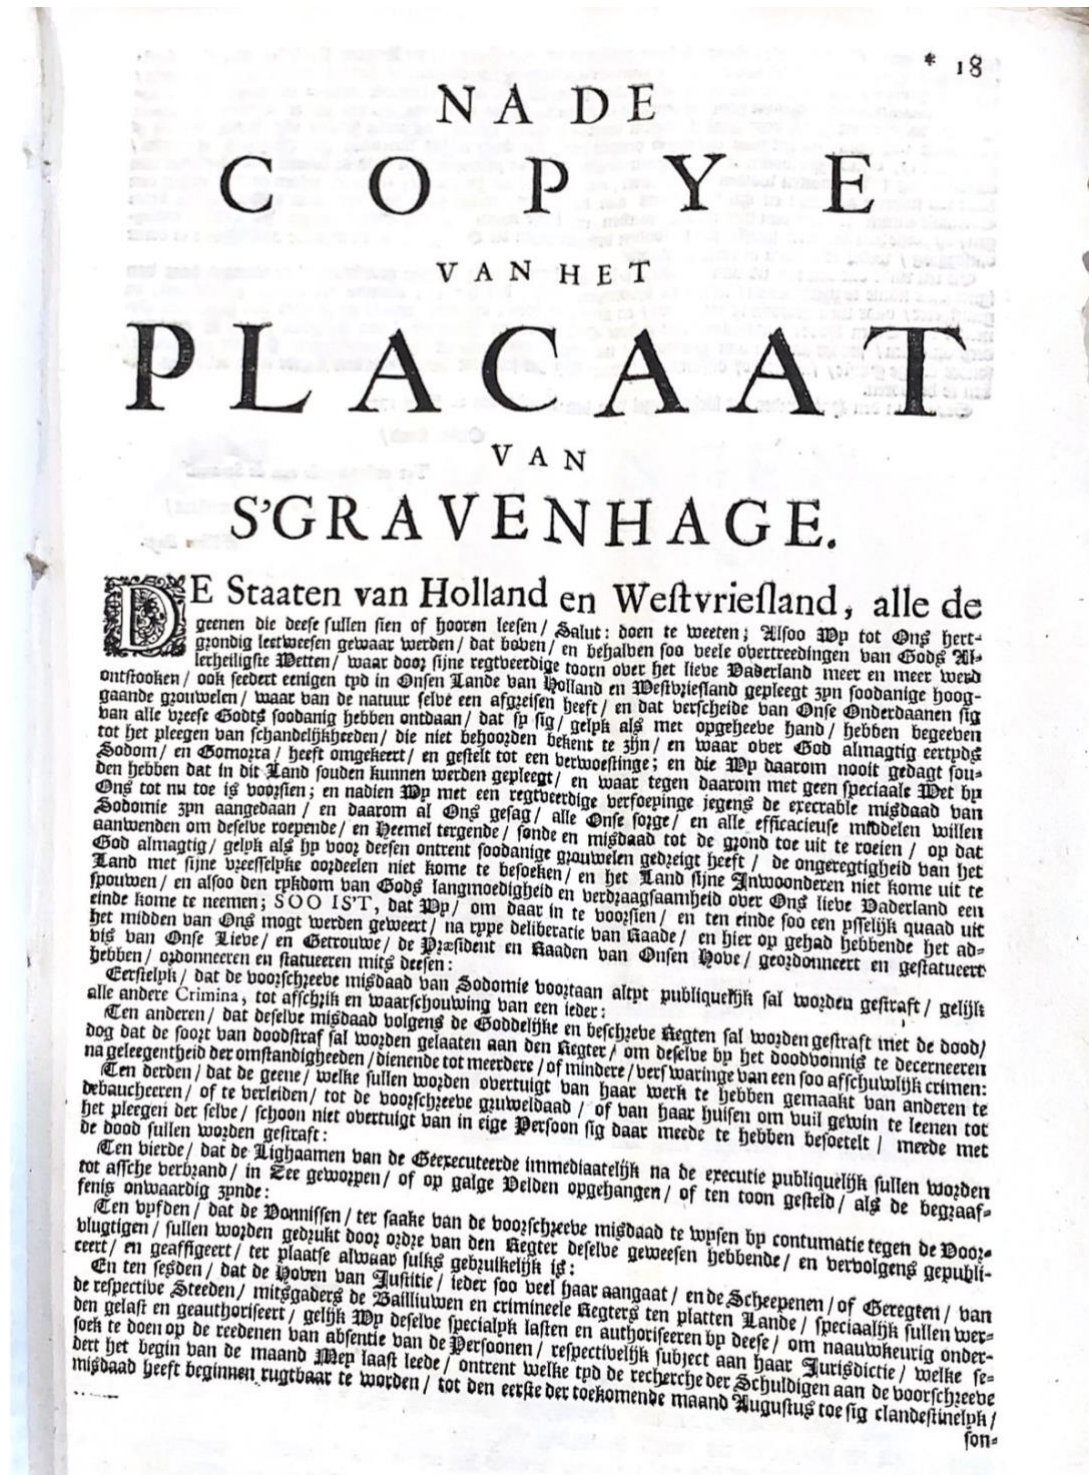 * 18
NA DE
COPYE
VAN HET
PLACAAT
VAN
S'GRAVENHAGE.
DE Staaten van Holland en Westvriesland, alle de
geenen die deese sullen sien of hooren leesen / Salut: doen te weeten; Alsoo Wy tot Ons hert-
grondig leetweesen gewaar werden / dat boven / en behalven soo veele overtreedingen van Gods Al-
lerheiligste Wetten / waar door sijne regtveerdige toorn over het lieve Vaderland meer en meer werd
ontstooken / ook seedert eenigen tyd in Onsen Lande van Holland en Westvriesland gepleegt zyn soodanige hoog-
gaande grouwelen / waar van de natuur selve een afgreisen heeft / en dat verscheide van Onse Onderdaanen sig
van alle vreese Godts soodanig hebben ontdaan / dat sy sig / gelyk als met opgeheeve hand / hebben begeeven
tot het pleegen van schandelijkheeden / die niet behoorden bekent te zijn / en waar over God almagtig eertyds
Sodom / en Gomorra / heeft omgekeert / en gestelt tot een verwoestinge; en die Wy daarom nooit gedagt sou-
den hebben dat in dit Land souden kunnen werden gepleegt / en waar tegen daarom met geen speciaale Wet by
Ons tot nu toe is voorsien; en nadien Wy met een regtveerdige verfoeyinge jegens de execrable misdaad van
Sodomie zyn aangedaan / en daarom al Ons gesag / alle Onse sorge / en alle efficacieuse middelen willen
aanwenden om deselve roepende / en Heemel tergende / sonde en misdaad tot de grond toe uit te roeien / op dat
God almagtig / gelyk als hy voor deesen ontrent soodanige grouwelen gedreigt heeft / de ongeregtigheid van het
Land met sijne vreesselyke oordeelen niet kome te besoeken / en het Land sijne Inwoonderen niet kome uit te
spouwen / en alsoo den rykdom van Gods langmoedigheid en verdraagsaamheid over Ons lieve Vaderland een
einde kome te neemen; SOO IS'T, dat Wy / om daar in te voorsien / en ten einde soo een ysselyk quaad uit
het midden van Ons mogt werden geweert / na rype deliberatie van Raade / en hier op gehad hebbende het ad-
vis van Onse Lieve / en Getrouwe / de Præsident en Raaden van Onsen Hove / geordonneert en gestatueert
hebben / ordonneeren en statueeren mits deesen:
Eerstelyk / dat de voorschreeve misdaad van Sodomie voortaan altyt publiquelijk sal worden gestraft / gelijk
alle andere Crimina, tot afschrik en waarschouwing van een ieder:
Ten anderen / dat deselve misdaad volgens de Goddelijke en beschreve Regten sal worden gestraft met de dood /
dog dat de soort van doodstraf sal worden gelaaten aan den Regter / om deselve by het doodvonnis te decerneeren
na geleegentheid der omstandigheeden / dienende tot meerdere / of mindere / verswaringe van een soo afschuwlijk crimen:
Ten derden / dat de geene / welke sullen worden overtuigt van haar werk te hebben gemaakt van anderen te
debaucheeren / of te verleiden / tot de voorschreeve gruweldaad / of van haar huisen om vuil gewin te leenen tot
het pleegen der selve / schoon niet overtuigt van in eige Persoon sig daar meede te hebben besoetelt / meede met
de dood sullen worden gestraft:
Ten vierde / dat de Lighaamen van de Geexecuteerde immediaatelijk na de executie publiquelijk sullen worden
tot assche verbrand / in Zee geworpen / of op galge Velden opgehangen / of ten toon gesteld / als de begraaf-
fenis onwaardig zynde:
Ten vyfden / dat de Vonnissen / ter saake van de voorschreeve misdaad te wysen by contumatie tegen de Voor-
vlugtigen / sullen worden gedrukt door ordre van den Regter deselve geweesen hebbende / en vervolgens gepubli-
ceert / en geaffigeert / ter plaatse alwaar sulks gebruikelijk is:
En ten sesden / dat de Hoven van Justitie / ieder soo veel haar aangaat / en de Scheepenen / of Geregten / van
de respective Steeden / mitsgaders de Bailliuwen en crimineele Regters ten platten Lande / speciaalijk sullen wer-
den gelast en geauthoriseert / gelijk Wy deselve specialyk lasten en authoriseeren by deese / om naauwkeurig onder-
soek te doen op de reedenen van absentie van de Persoonen / respectivelijk subject aan haar Jurisdictie / welke se-
dert het begin van de maand Mey laast leede / ontrent welke tyd de recherche der Schuldigen aan de voorschreeve
misdaad heeft beginnen rugtbaar te worden / tot den eerste der toekomende maand Augustus toe sig clandestinelyk /
son-